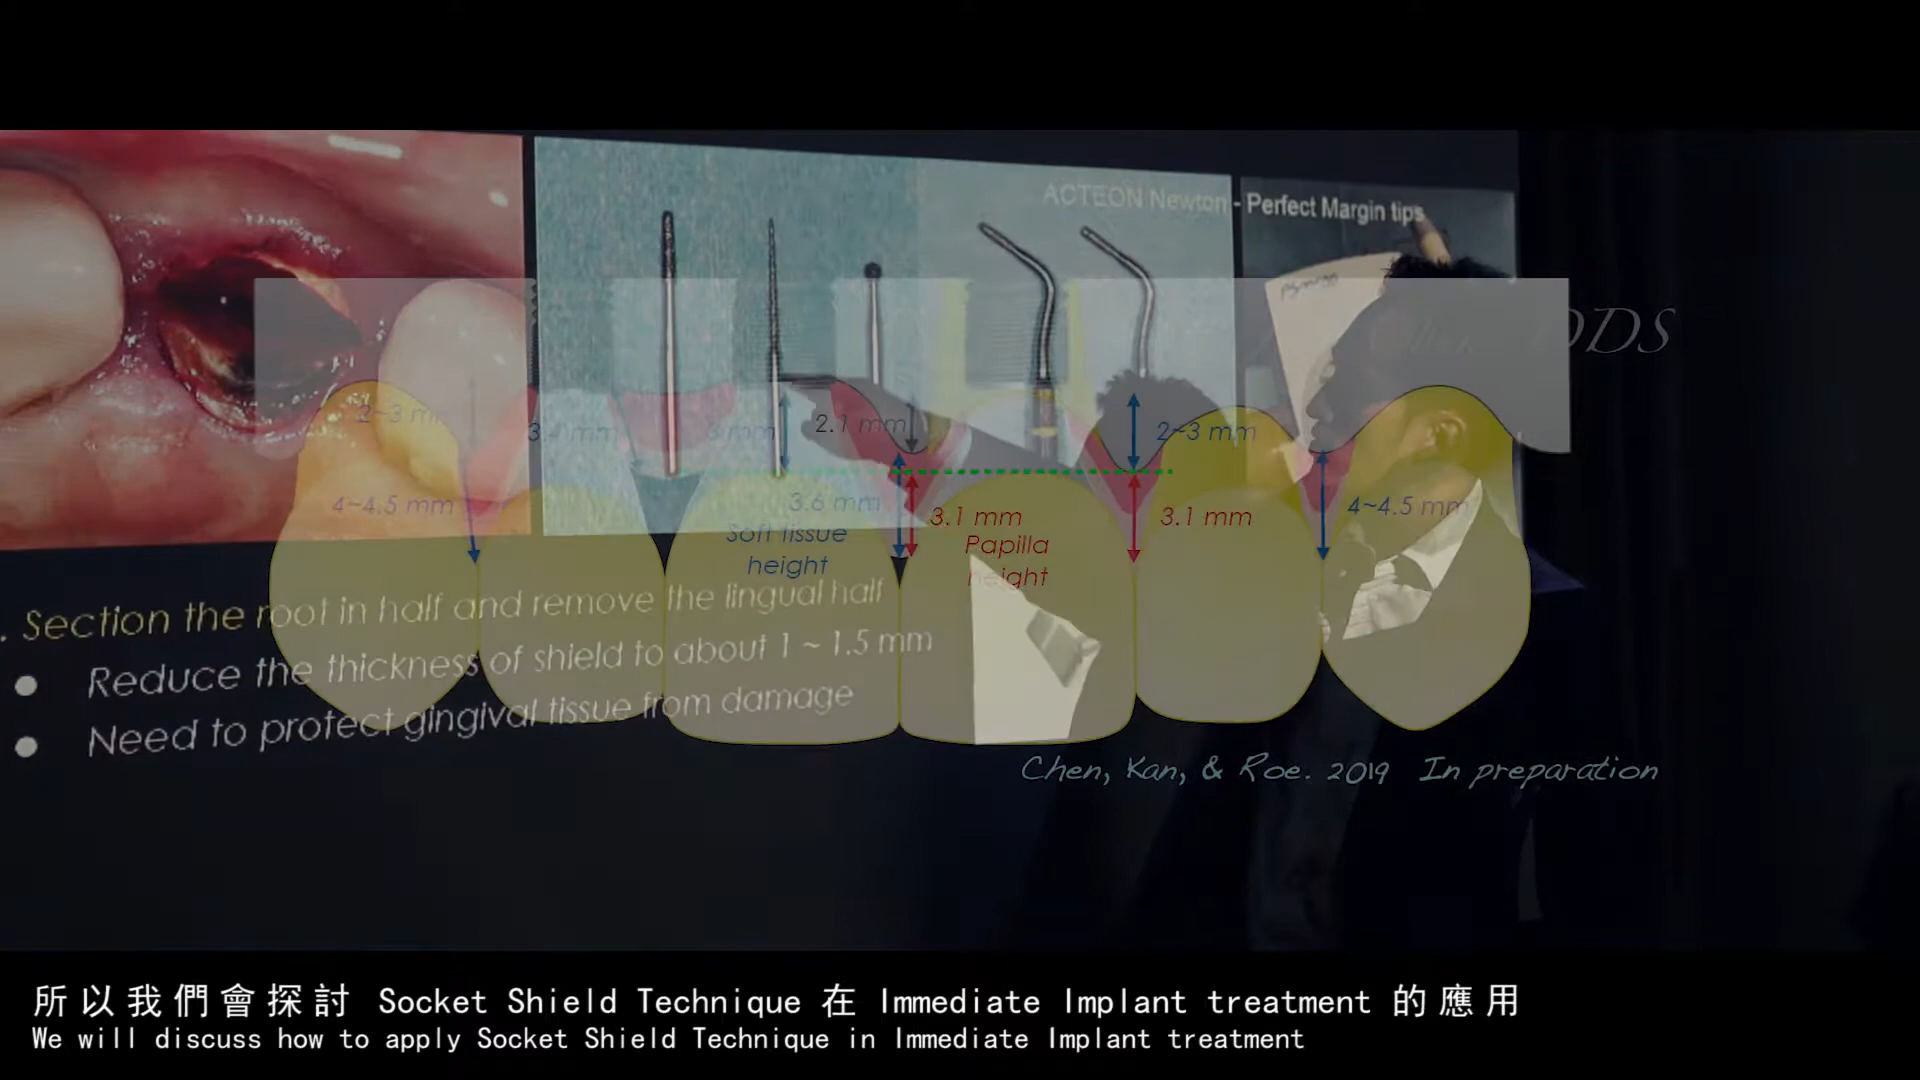 ACTEON Newton - Perfect Margin tips
DDS
2~3 mm
3 mm
2.1 mm
2~3 mm
4~4.5 mm
3.6 mm
Soft tissue
height
3.1 mm
Papilla
height
3.1 mm
4~4.5 mm
. Section the root in half and remove the lingual half
● Reduce the thickness of shield to about 1 ~ 1.5 mm
● Need to protect gingival tissue from damage
Chen, Kan, & Roe. 2019 In preparation
所以我們會探討 Socket Shield Technique 在 Immediate Implant treatment 的應用
We will discuss how to apply Socket Shield Technique in Immediate Implant treatment